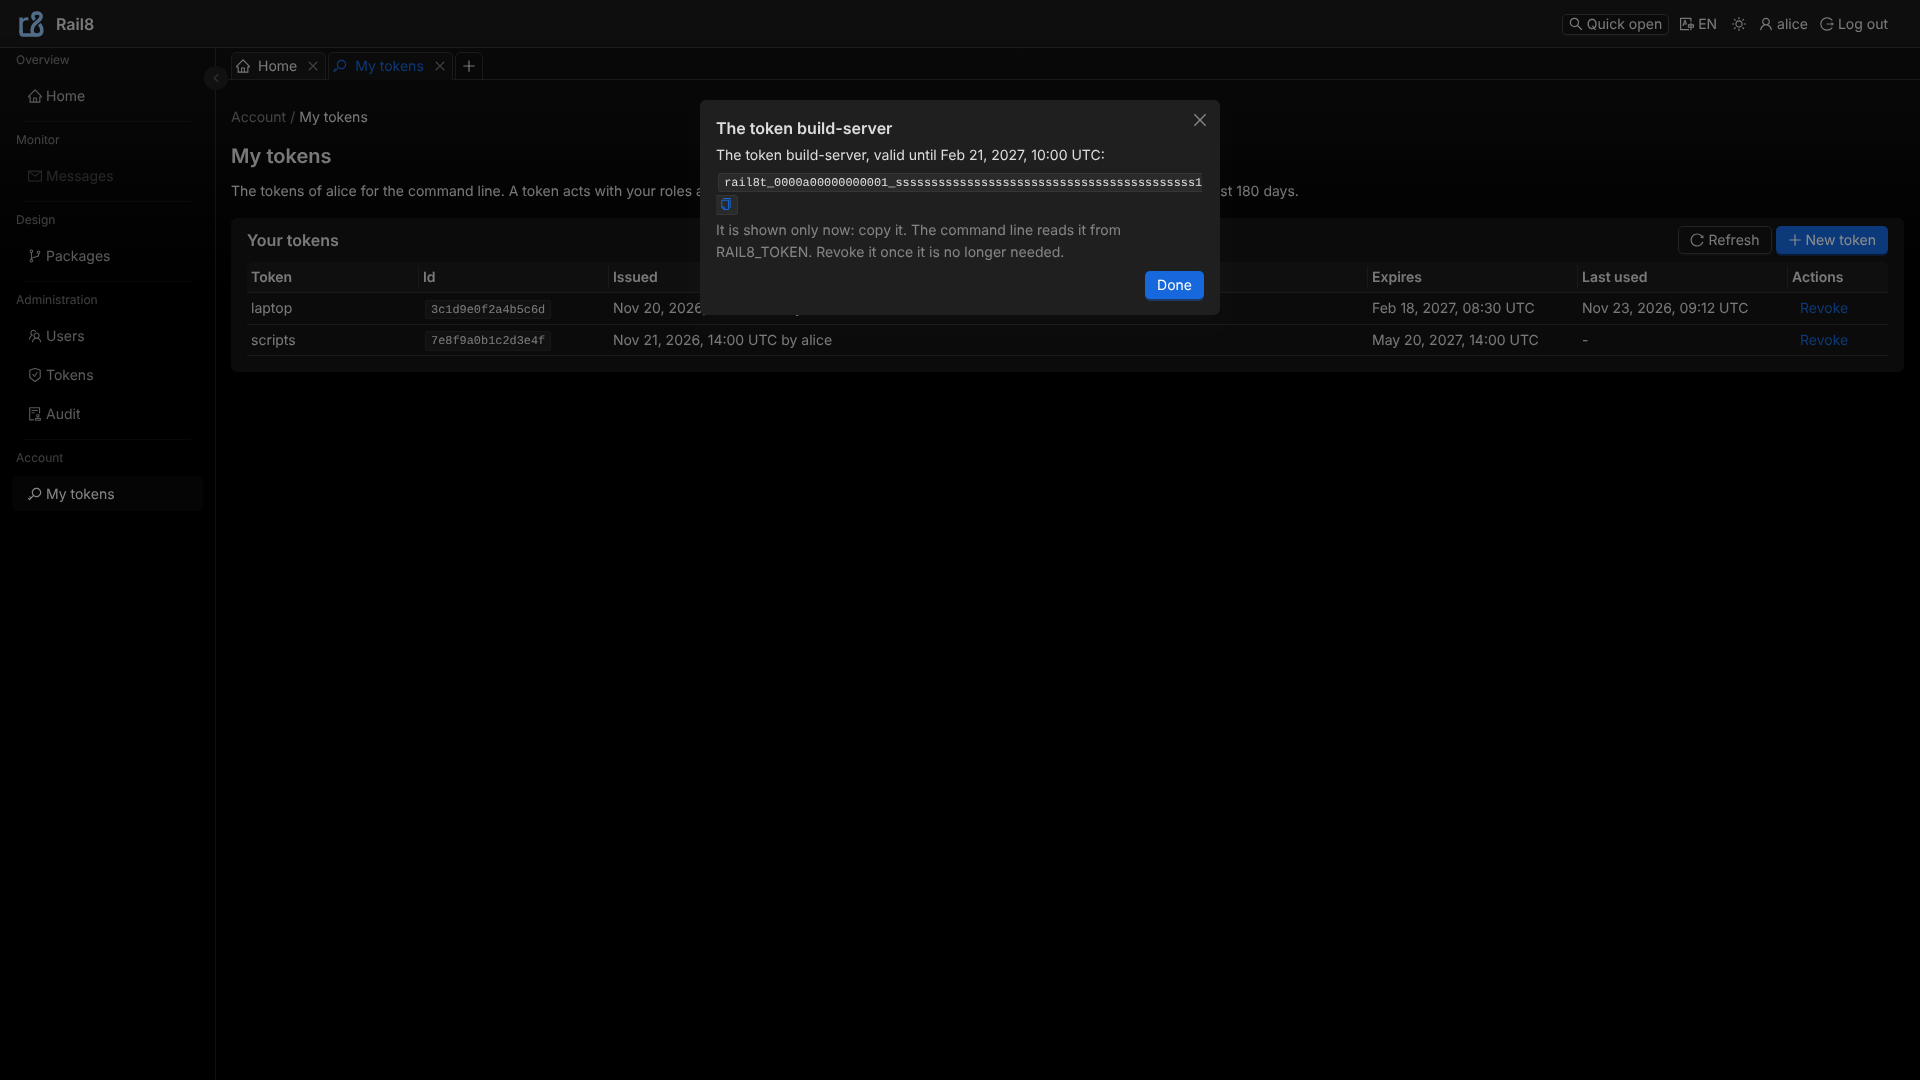 Rail8
Quick open
EN
alice
Log out
Overview
Home
Monitor
Messages
Design
Packages
Administration
Users
Tokens
Audit
Account
My tokens
Home
My tokens
Account / My tokens
My tokens
The tokens of alice for the command line. A token acts with your roles
st 180 days.
Your tokens
Refresh
New token
Token Id Issued Expires Last used Actions
laptop 3c1d9e0f2a4b5c6d Nov 20, 2026, Feb 18, 2027, 08:30 UTC Nov 23, 2026, 09:12 UTC Revoke
scripts 7e8f9a0b1c2d3e4f Nov 21, 2026, 14:00 UTC by alice May 20, 2027, 14:00 UTC - Revoke
The token build-server
The token build-server, valid until Feb 21, 2027, 10:00 UTC:
rail8t_0000a00000000001_ssssssssssssssssssssssssssssssssssssssssss1
It is shown only now: copy it. The command line reads it from
RAIL8_TOKEN. Revoke it once it is no longer needed.
Done